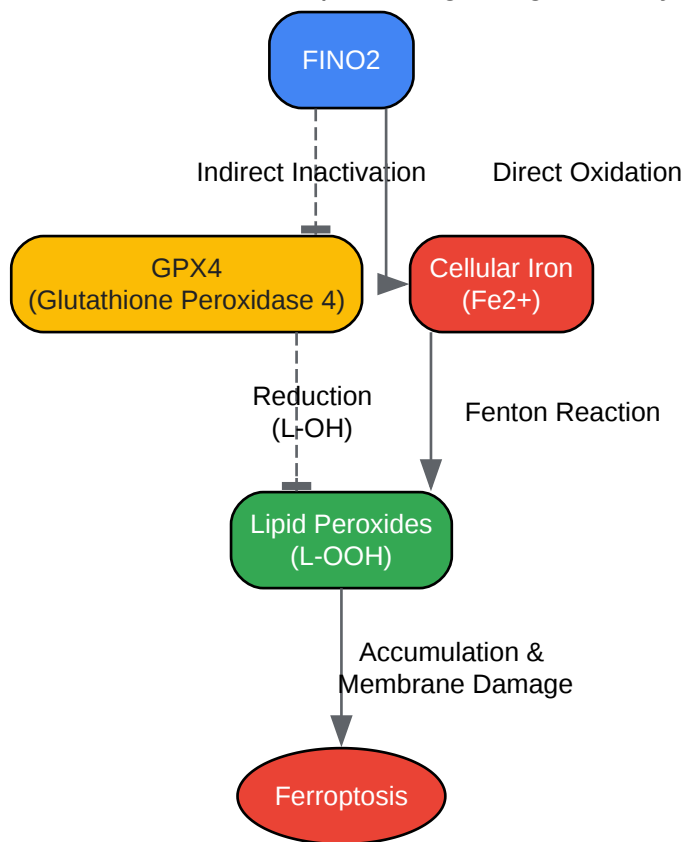 FINO2
Indirect Inactivation
Direct Oxidation
GPX4
(Glutathione Peroxidase 4)
Cellular Iron
(Fe2+)
Reduction
(L-OH)
Fenton Reaction
Lipid Peroxides
(L-OOH)
Accumulation &
Membrane Damage
Ferroptosis